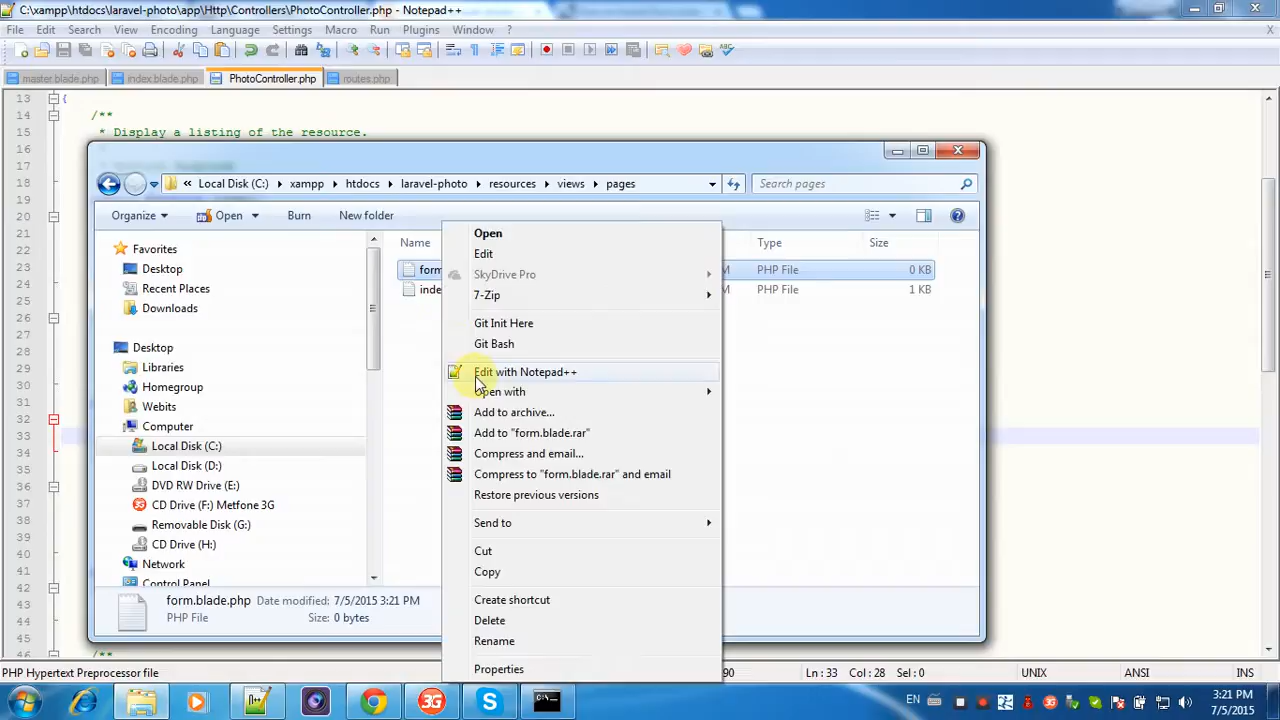 C:\xampp\htdocs\laravel-photo\app\Http\Controllers\PhotoController.php - Notepad++
File Edit Search View Encoding Language Settings Macro Run Plugins Window ? X
master.blade.php index.blade.php PhotoController.php routes.php
13 {
14 /**
15 * Display a listing of the resource.
16
17
18
19
20
21
22
23
24
25
26
27
28
29
30
31
32
33
34
35
36
37
38
39
40
41
42
43
44
45
46 /**
Local Disk (C:) xampp htdocs laravel-photo resources views pages Search pages
Organize Open Burn New folder
Favorites
Desktop
Recent Places
Downloads
Desktop
Libraries
Homegroup
Webits
Computer
Local Disk (C:)
Local Disk (D:)
DVD RW Drive (E:)
CD Drive (F:) Metfone 3G
Removable Disk (G:)
CD Drive (H:)
Network
Control Panel
Name Type Size
form M PHP File 0 KB
inde M PHP File 1 KB
Open
Edit
SkyDrive Pro
7-Zip
Git Init Here
Git Bash
Edit with Notepad++
Open with
Add to archive...
Add to "form.blade.rar"
Compress and email...
Compress to "form.blade.rar" and email
Restore previous versions
Send to
Cut
Copy
Create shortcut
Delete
Rename
Properties
form.blade.php Date modified: 7/5/2015 3:21 PM
PHP File Size: 0 bytes
PHP Hypertext Preprocessor file 90 Ln : 33 Col : 28 Sel : 0 UNIX ANSI INS
3G EN 3:21 PM
7/5/2015